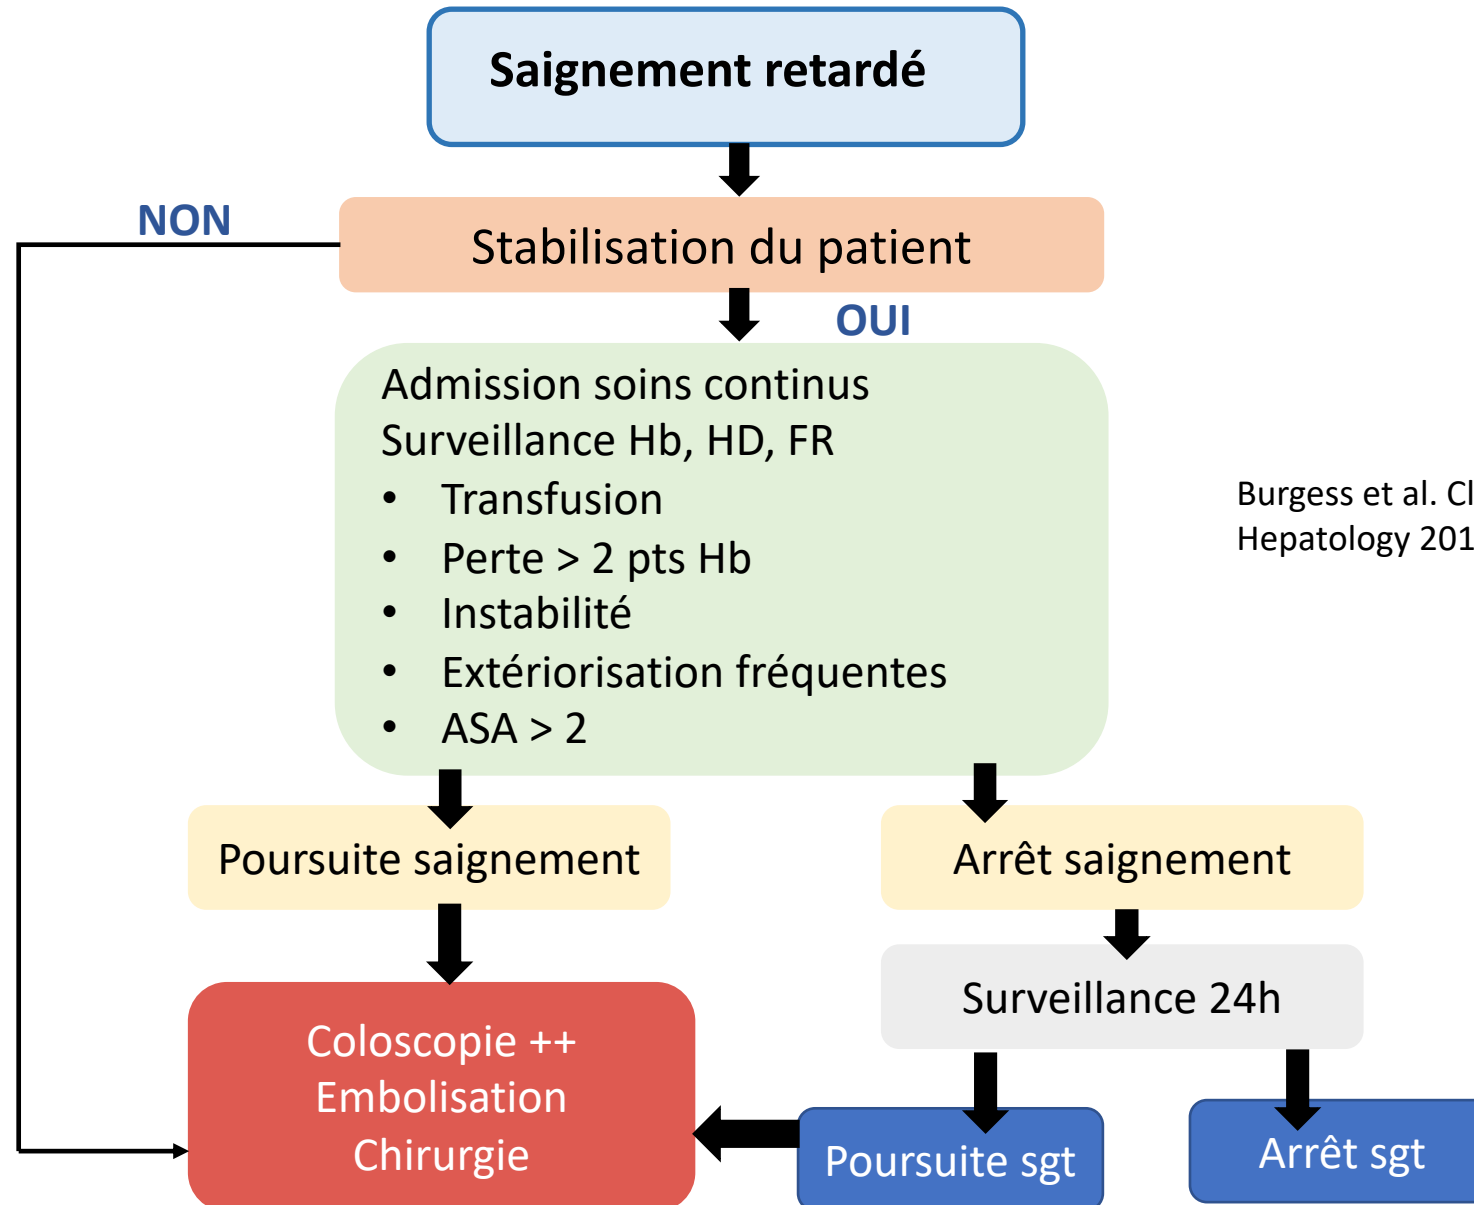 Saignement retardé
NON
Stabilisation du patient
OUI
Admission soins continus
Surveillance Hb, HD, FR
• Transfusion
• Perte > 2 pts Hb
• Instabilité
• Extériorisation fréquentes
• ASA > 2
Burgess et al. Cl
Hepatology 201
Poursuite saignement
Arrêt saignement
Surveillance 24h
Coloscopie ++
Embolisation
Chirurgie
Poursuite sgt
Arrêt sgt